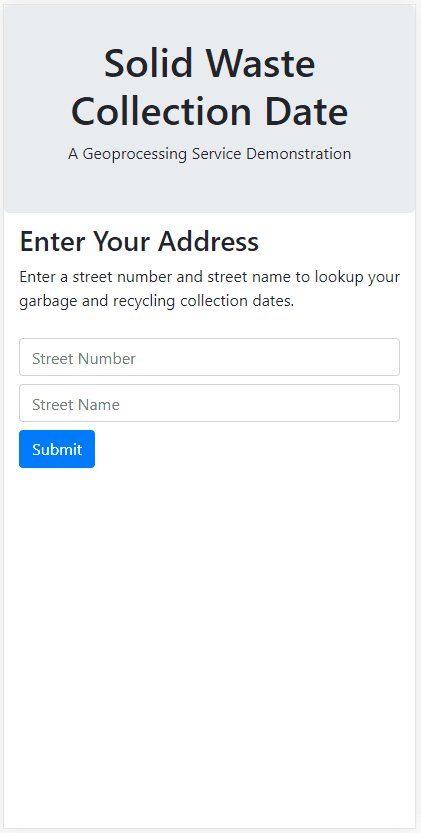 Solid Waste
Collection Date
A Geoprocessing Service Demonstration
Enter Your Address
Enter a street number and street name to lookup your
garbage and recycling collection dates.
Street Number
Street Name
Submit